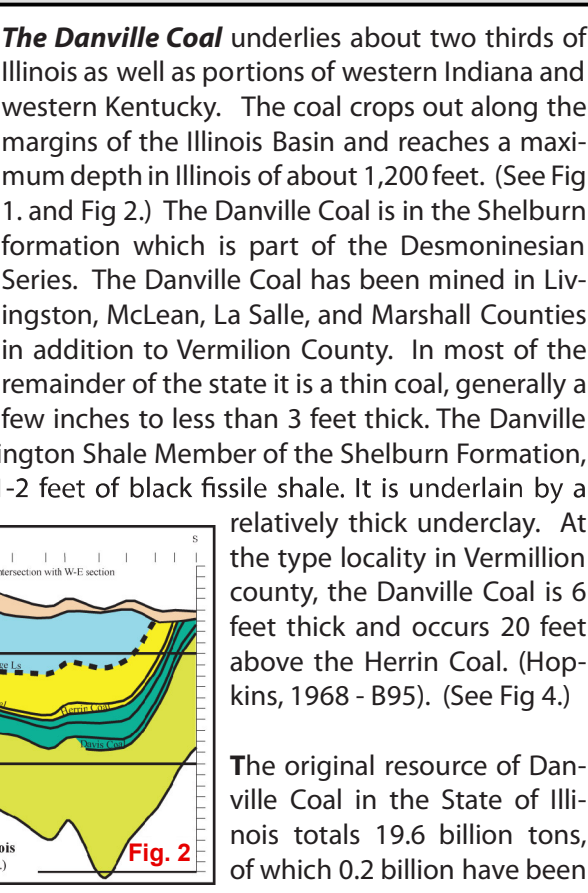 The Danville Coal underlies about two thirds of
Illinois as well as portions of western Indiana and
western Kentucky. The coal crops out along the
margins of the Illinois Basin and reaches a maxi-
mum depth in Illinois of about 1,200 feet. (See Fig
1. and Fig 2.) The Danville Coal is in the Shelburn
formation which is part of the Desmoninesian
Series. The Danville Coal has been mined in Liv-
ingston, McLean, La Salle, and Marshall Counties
in addition to Vermilion County. In most of the
remainder of the state it is a thin coal, generally a
few inches to less than 3 feet thick. The Danville
ington Shale Member of the Shelburn Formation,
-2 feet of black fissile shale. It is underlain by a
relatively thick underclay. At
the type locality in Vermillion
county, the Danville Coal is 6
feet thick and occurs 20 feet
above the Herrin Coal. (Hop-
kins, 1968 - B95). (See Fig 4.)
The original resource of Dan-
ville Coal in the State of Illi-
nois totals 19.6 billion tons,
of which 0.2 billion have been
S
tersection with W-E section
Ls
Herrin Coal
Davis Coal
ois
.)
Fig. 2